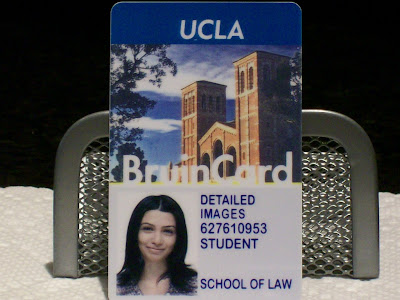 UCLA
BruinCard
DETAILED
IMAGES
627610953
STUDENT
SCHOOL OF LAW